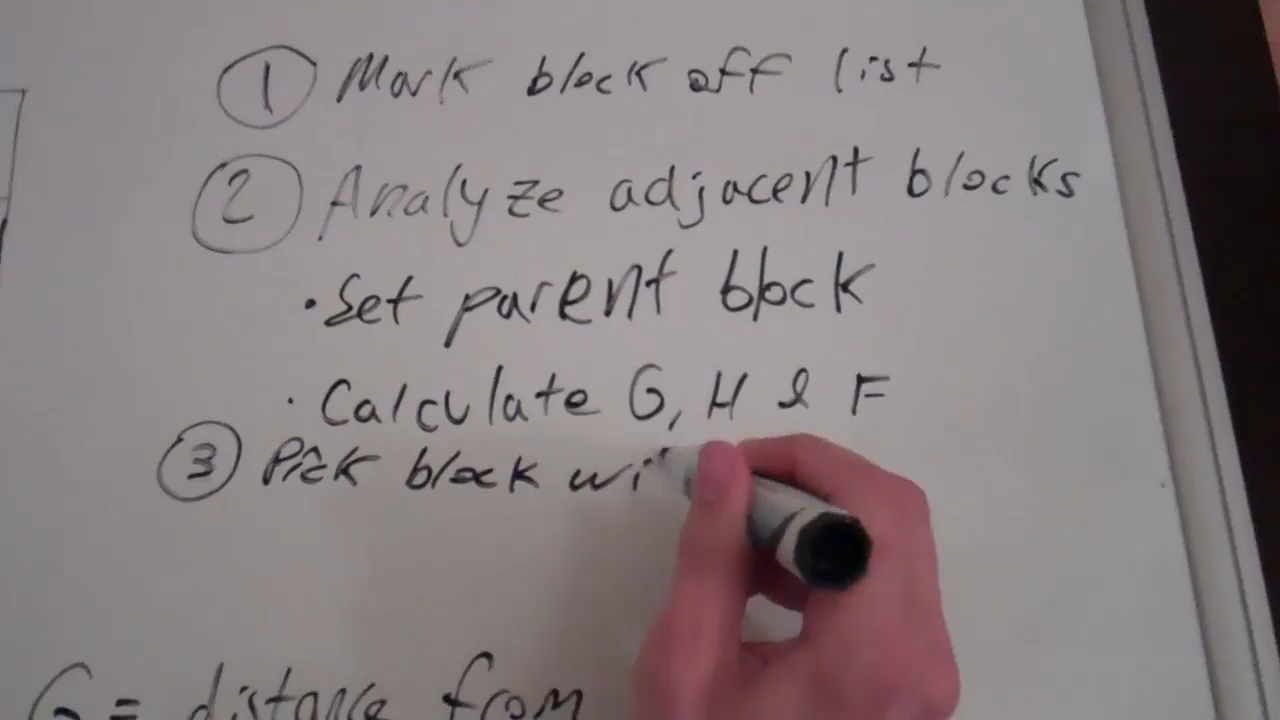 1 Mark block off list
2 Analyze adjacent blocks
· Set parent block
· Calculate G, H & F
3 Pick block wi
G = distance from